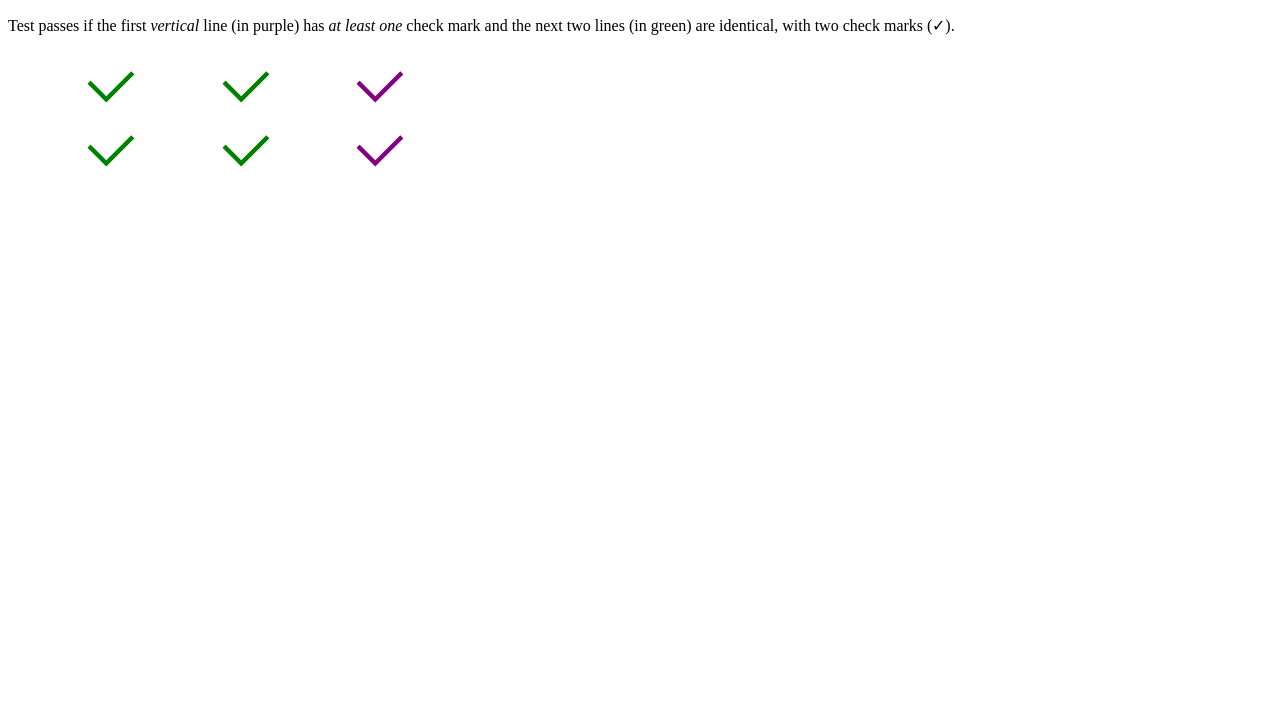 Test passes if the first vertical line (in purple) has at least one check mark and the next two lines (in green) are identical, with two check marks (✓).
✓ ✓ ✓
✓ ✓ ✓